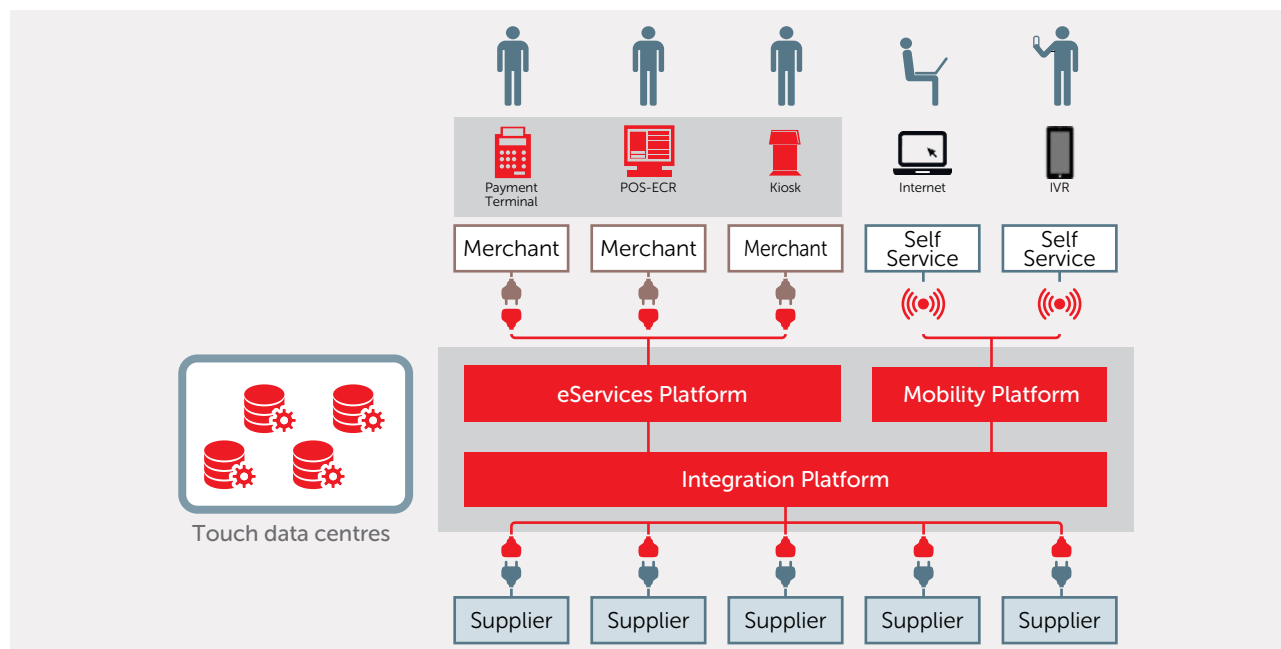 Payment
Terminal
POS-ECR
Kiosk
Internet
IVR
Merchant
Merchant
Merchant
Self
Service
Self
Service
eServices Platform
Mobility Platform
Integration Platform
Touch data centres
Supplier
Supplier
Supplier
Supplier
Supplier